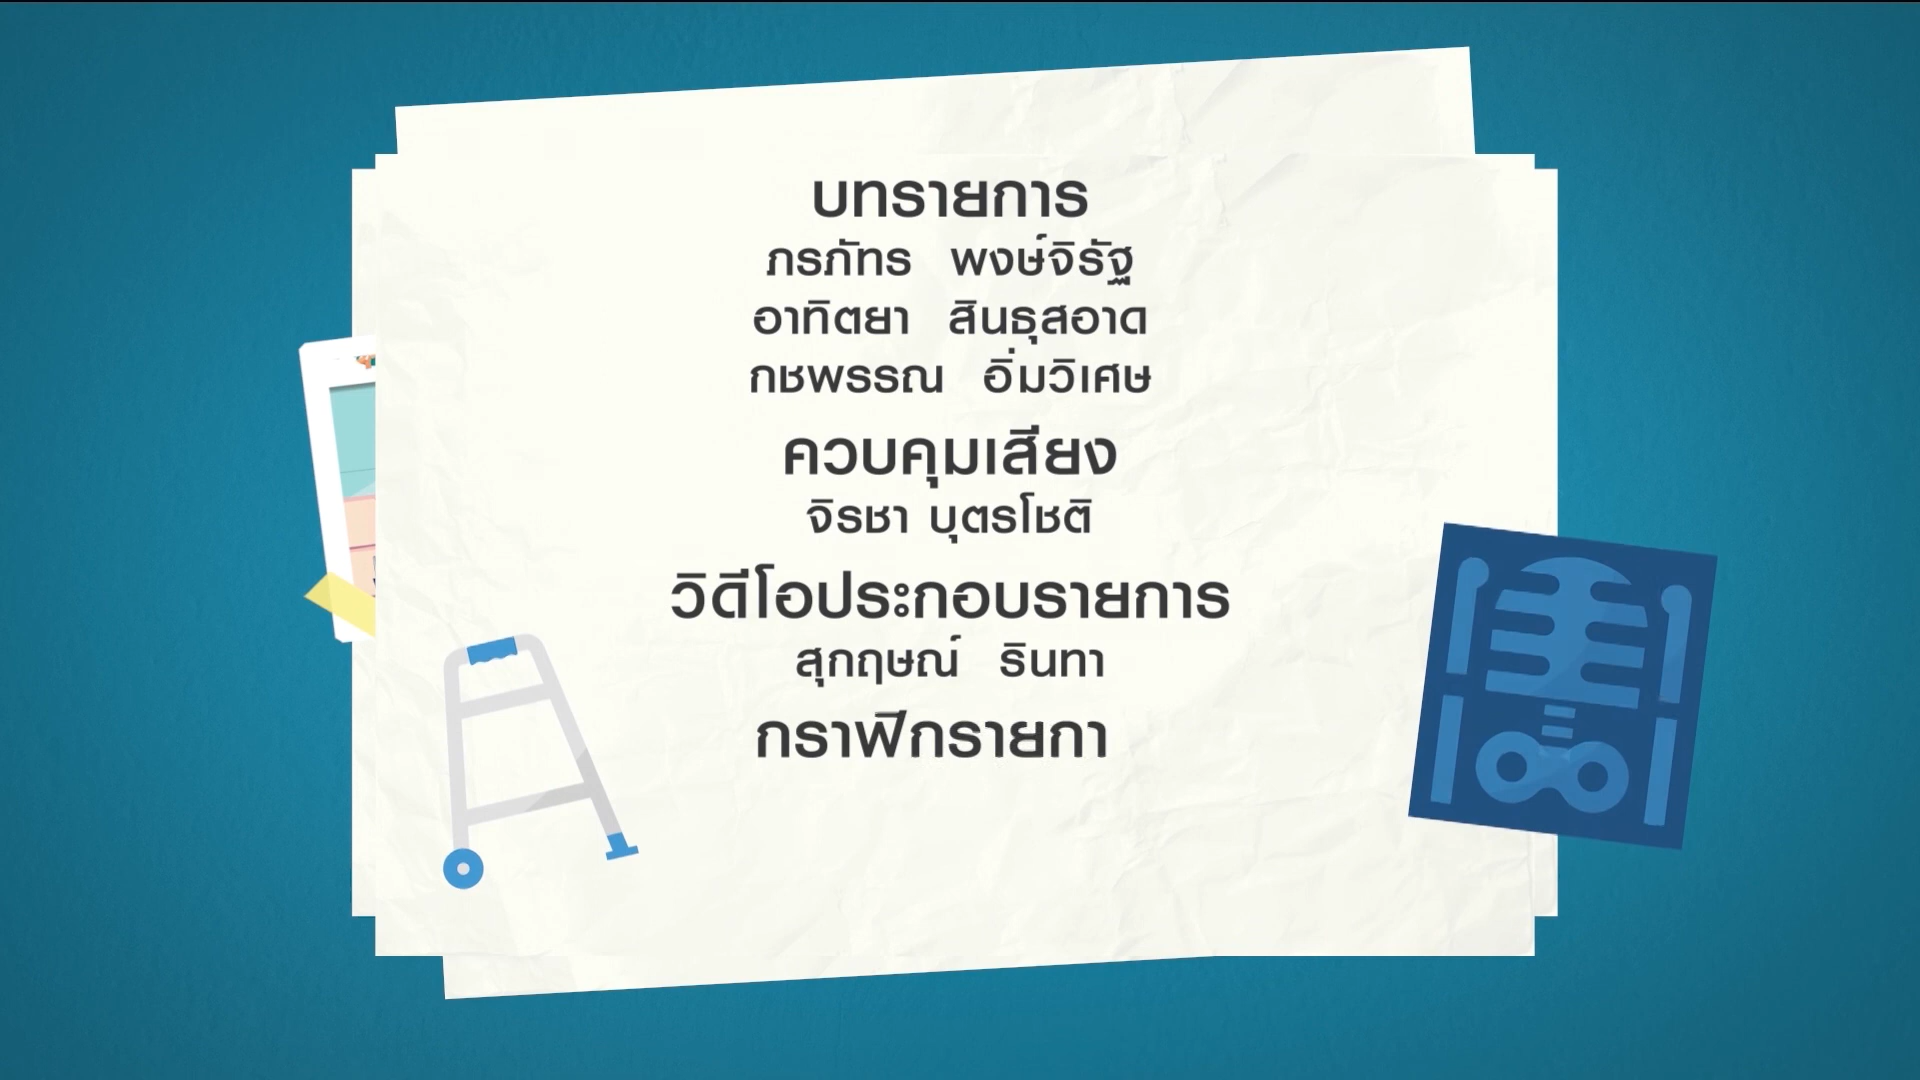 บทรายการ
ภรภัทร พงษ์จิรัฐ
อาทิตยา สินธุสอาด
กชพรรณ อิ่มวิเศษ
ควบคุมเสียง
จิรชา บุตรโชติ
วิดีโอประกอบรายการ
สุกฤษณ์ รินทา
กราฟิกรายกา